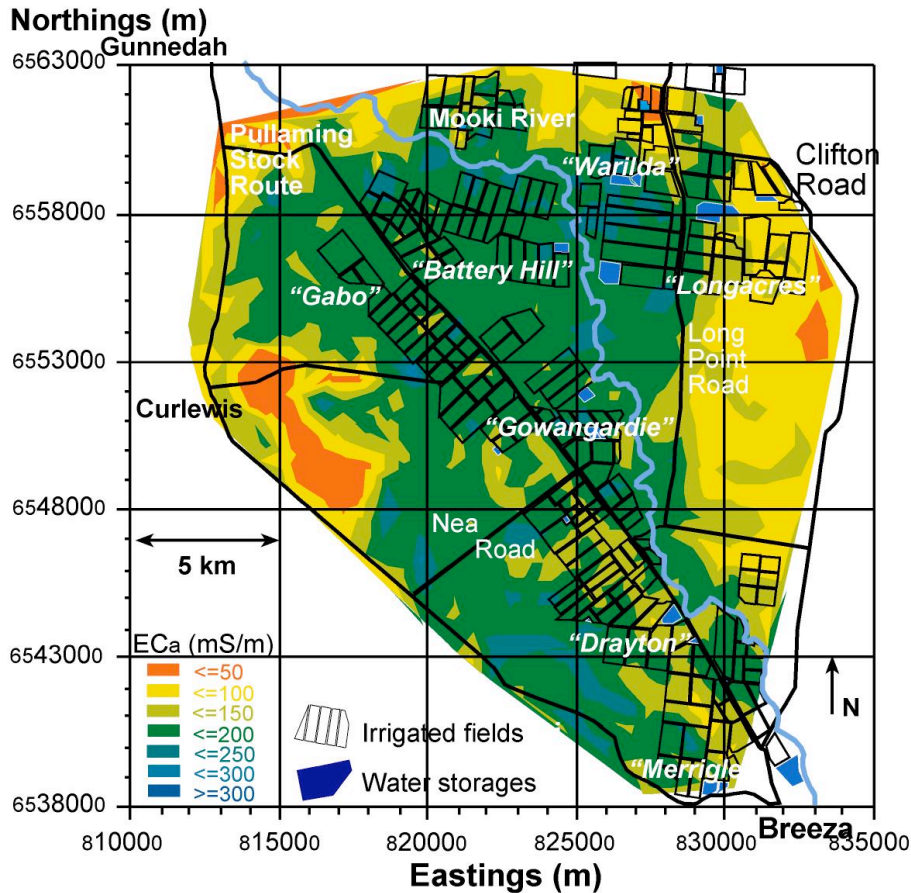 Northings (m)
Gunnedah
6563000
Mooki River
Pullaming
Stock
Route
“Warilda”
Clifton
Road
6558000
“Battery Hill”
“Gabo”
“Longacres”
Long
Point
Road
6553000
Curlewis
“Gowangardie”
6548000
Nea
Road
5 km
“Drayton”
6543000
ECa (mS/m)
<=50
<=100
<=150
<=200
<=250
<=300
>=300
Irrigated fields
Water storages
N
“Merrigle
6538000
Breeza
810000
815000
820000
825000
830000
835000
Eastings (m)